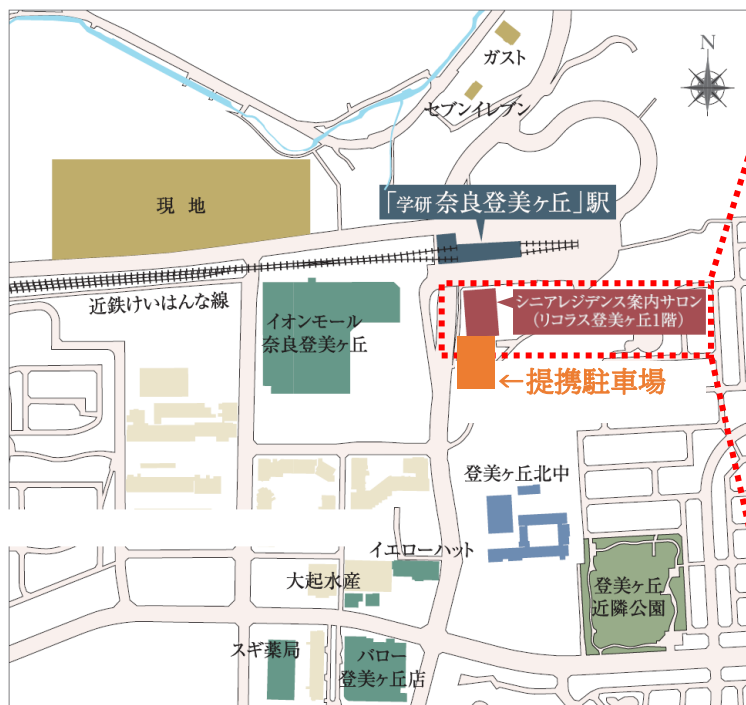 ガスト
N
セブンイレブン
現地
「学研 奈良登美ヶ丘」駅
近鉄けいはんな線
イオンモール
奈良登美ヶ丘
シニアレジデンス案内サロン
(リコラス登美ヶ丘1階)
←提携駐車場
登美ヶ丘北中
イエローハット
大起水産
登美ヶ丘
近隣公園
スギ薬局
バロー
登美ヶ丘店